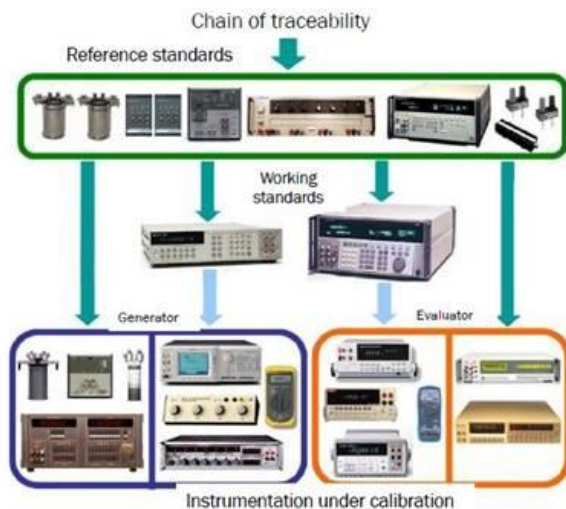 Chain of traceability
Reference standards
Working
standards
Generator
Evaluator
Instrumentation under calibration